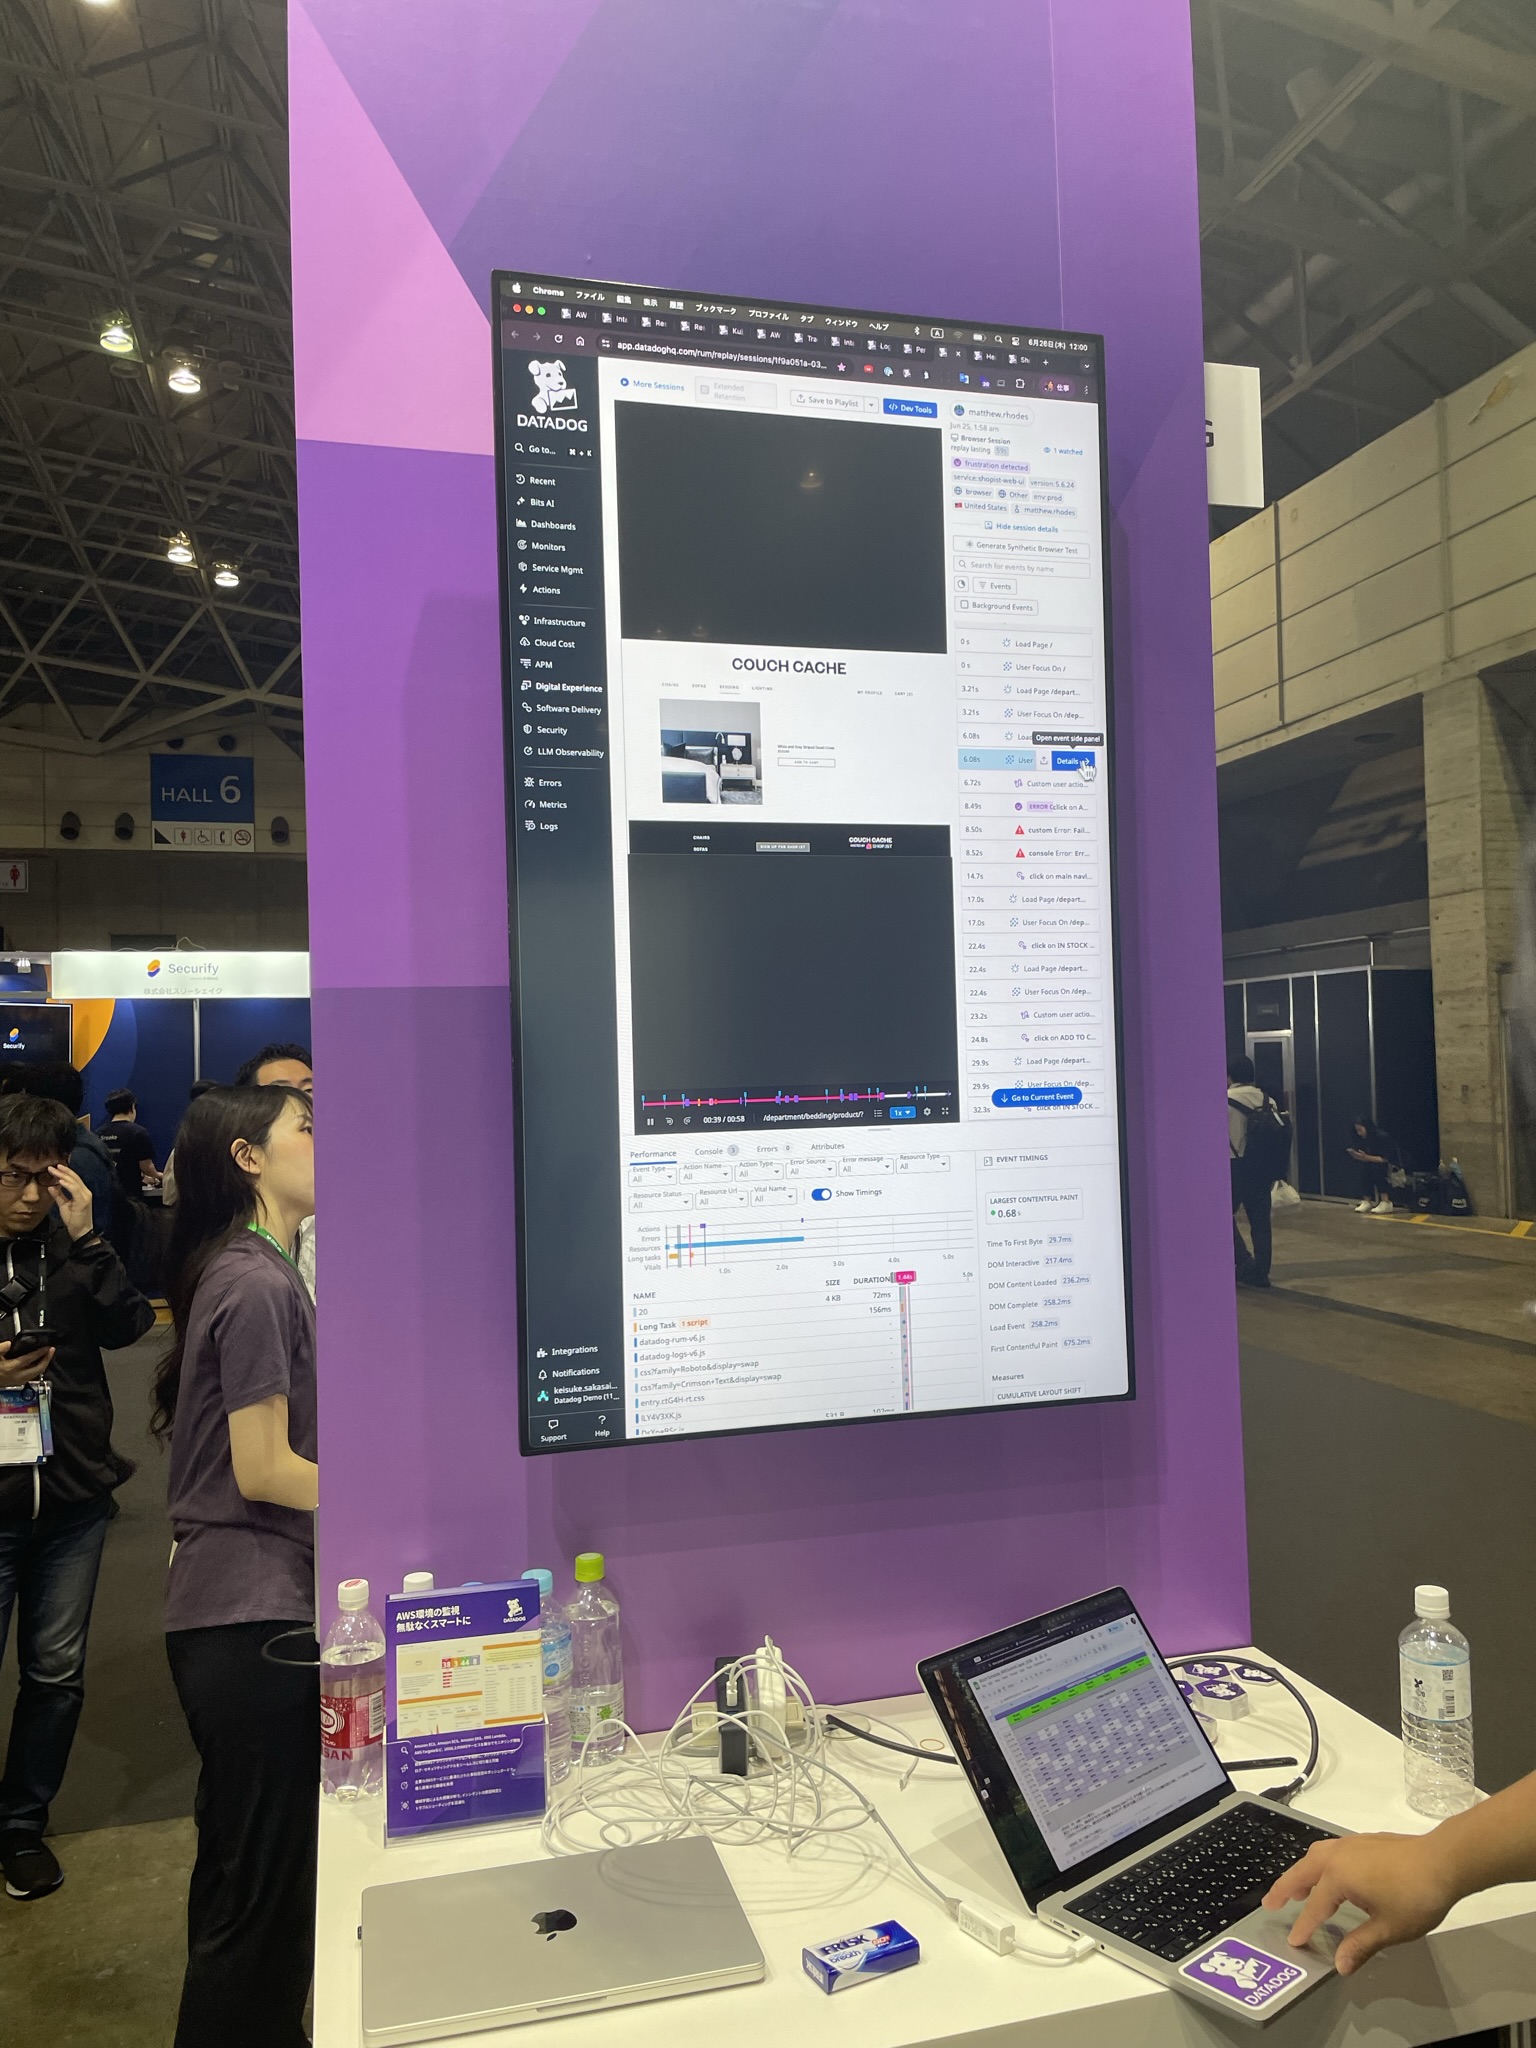 Chrome ファイル 編集 表示 履歴 ブックマーク プロファイル タブ ウィンドウ ヘルプ
6月26日(木) 12:00
app.datadoghq.com/rum/replay/sessions/1f9a051a-03...
仕事
DATADOG
Go to... ⌘ + K
Recent
Bits AI
Dashboards
Monitors
Service Mgmt
Actions
Infrastructure
Cloud Cost
APM
Digital Experience
Software Delivery
Security
LLM Observability
Errors
Metrics
Logs
Integrations
Notifications
keisuke.sakasai...
Datadog Demo (11...
Support
Help
More Sessions
Extended
Retention
Save to Playlist
</> Dev Tools
COUCH CACHE
CHAIRS SOFAS BEDDING LIGHTING
MY PROFILE
ADD TO CART
CHAIRS
SOFAS
SIGN UP FOR SHOP.IST
COUCH CACHE
HOSTED BY SHOP.IST
00:39 / 00:58
/department/bedding/product/?
1x
matthew.rhodes
Jun 25, 1:58 am
Browser Session
replay lasting 59s
1 watched
frustration detected
service:shopist-web-ui version:5.6.24
browser Other env:prod
United States matthew.rhodes
Hide session details
Generate Synthetic Browser Test
Search for events by name
Events
Background Events
0 s Load Page /
0 s User Focus On /
3.21s Load Page /depart...
3.21s User Focus On /dep...
6.08s Load
Open event side panel
6.08s User Details
6.72s Custom user actio...
8.49s ERROR C click on A...
8.50s custom Error: Fail...
8.52s console Error: Err...
14.7s click on main navi...
17.0s Load Page /depart...
17.0s User Focus On /dep...
22.4s click on IN STOCK ...
22.4s Load Page /depart...
22.4s User Focus On /dep...
23.2s Custom user actio...
24.8s click on ADD TO C...
29.9s Load Page /depart...
29.9s User Focus On /dep...
Go to Current Event
32.3s click on IN STOCK ...
Performance Console 3 Errors 0 Attributes
Event Type
All
Action Name
All
Action Type
All
Error Source
All
Error message
All
Resource Type
All
Resource Status
All
Resource Url
All
Vital Name
All
Show Timings
Actions
Errors
Resources
Long tasks
Vitals
1.0s 2.0s 3.0s 4.0s 5.0s
NAME SIZE DURATION 1.44s 5.0s
20 4 KB 72ms
Long Task 1 script 156ms
datadog-rum-v6.js
datadog-logs-v6.js
css?family=Roboto&display=swap
css?family=Crimson+Text&display=swap
entry.ctG4H-rt.css
ILY4V3XK.js
EVENT TIMINGS
LARGEST CONTENTFUL PAINT
0.68 s
Time To First Byte 29.7ms
DOM Interactive 217.4ms
DOM Content Loaded 236.2ms
DOM Complete 258.2ms
Load Event 258.2ms
First Contentful Paint 675.2ms
Measures
CUMULATIVE LAYOUT SHIFT
HALL 6
Securify
株式会社スリーシェイク
Securify
AWS環境の監視
無駄なくスマートに
DATADOG
FRISK
breath
DATADOG